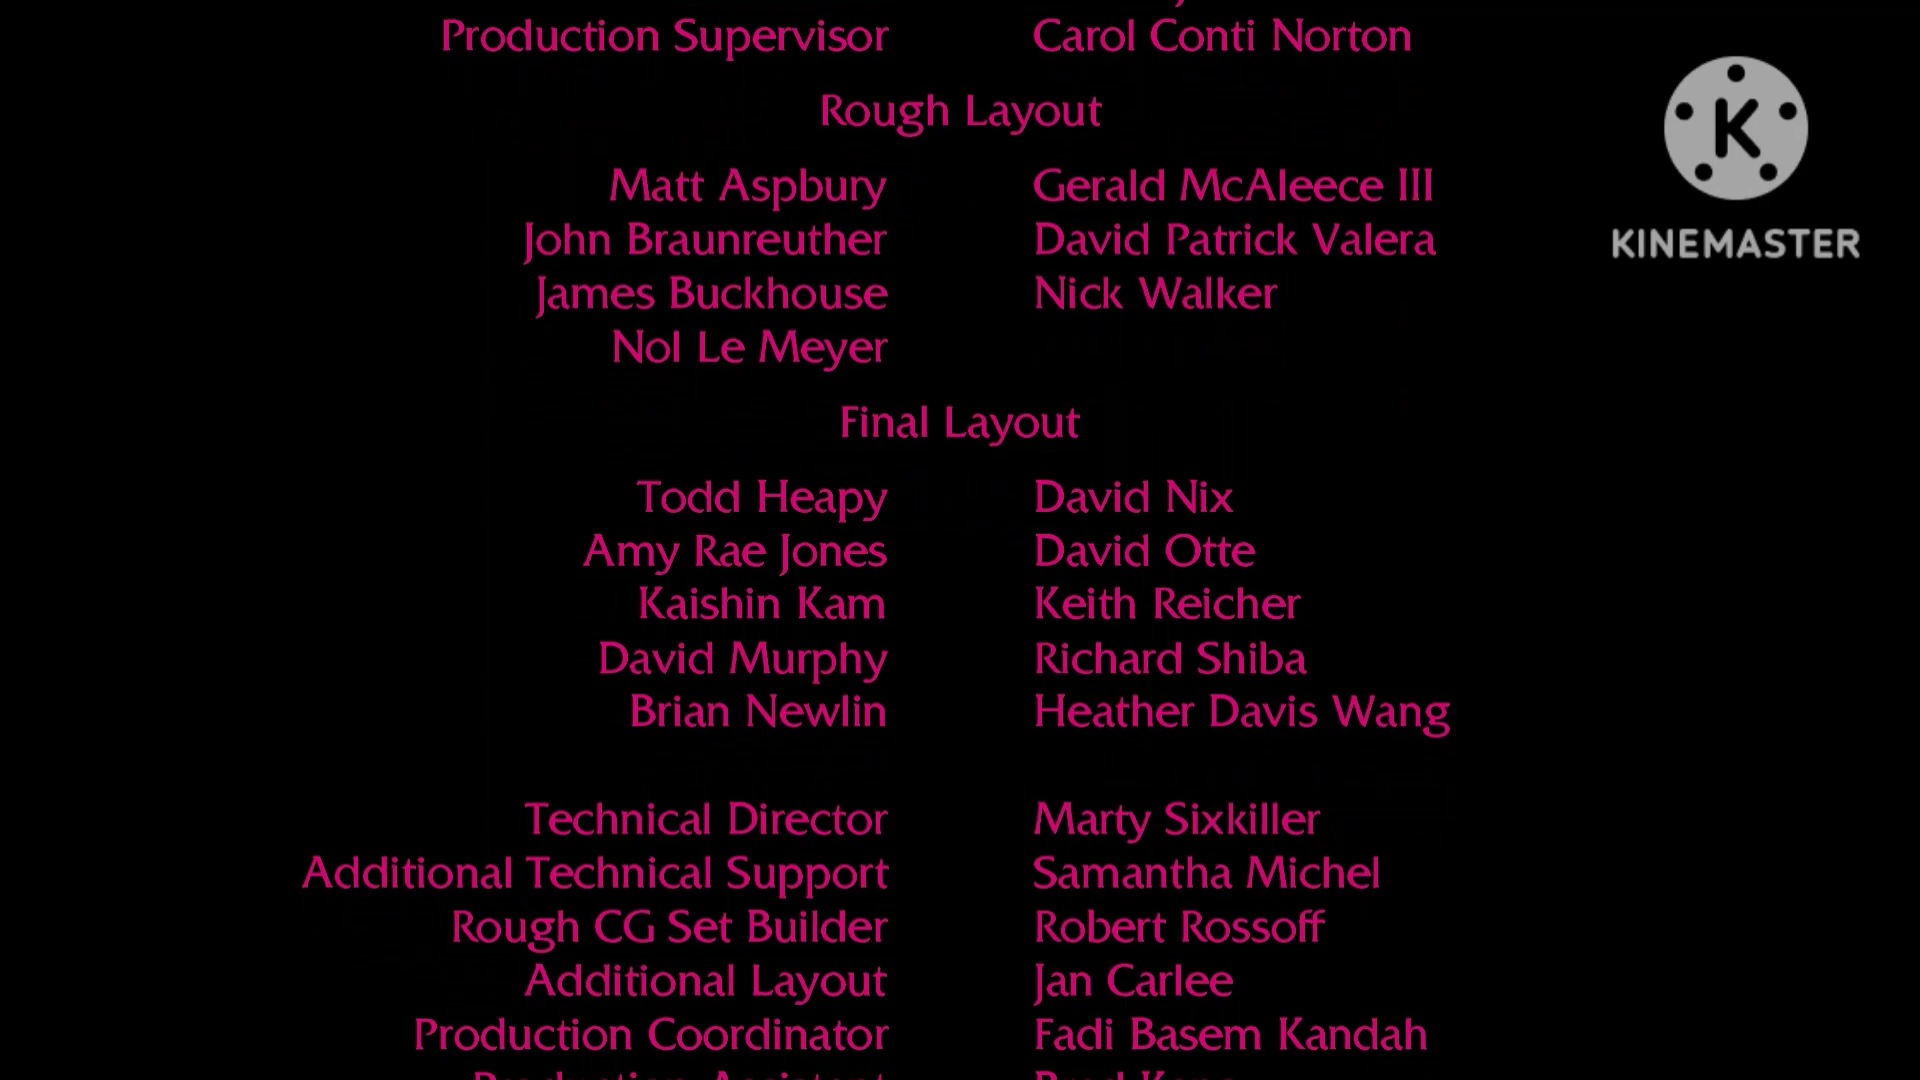 Production Supervisor Carol Conti Norton
Rough Layout
Matt Aspbury Gerald McAleece III
John Braunreuther David Patrick Valera
James Buckhouse Nick Walker
Nol Le Meyer
Final Layout
Todd Heapy David Nix
Amy Rae Jones David Otte
Kaishin Kam Keith Reicher
David Murphy Richard Shiba
Brian Newlin Heather Davis Wang
Technical Director Marty Sixkiller
Additional Technical Support Samantha Michel
Rough CG Set Builder Robert Rossoff
Additional Layout Jan Carlee
Production Coordinator Fadi Basem Kandah
K
KINEMASTER